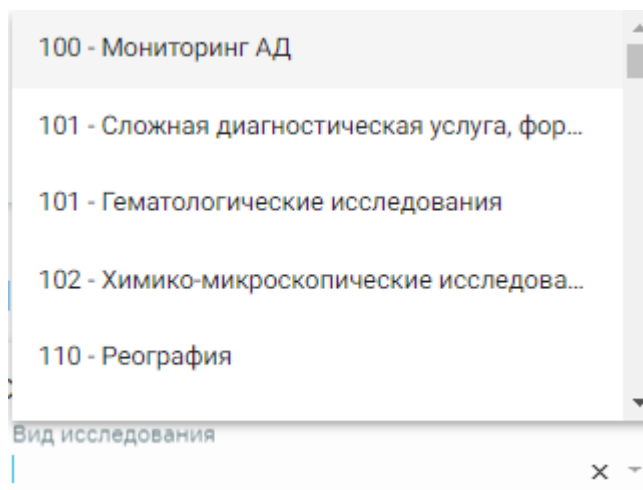 100 - Мониторинг АД
101 - Сложная диагностическая услуга, фор...
101 - Гематологические исследования
102 - Химико-микроскопические исследова...
110 - Реография
Вид исследования